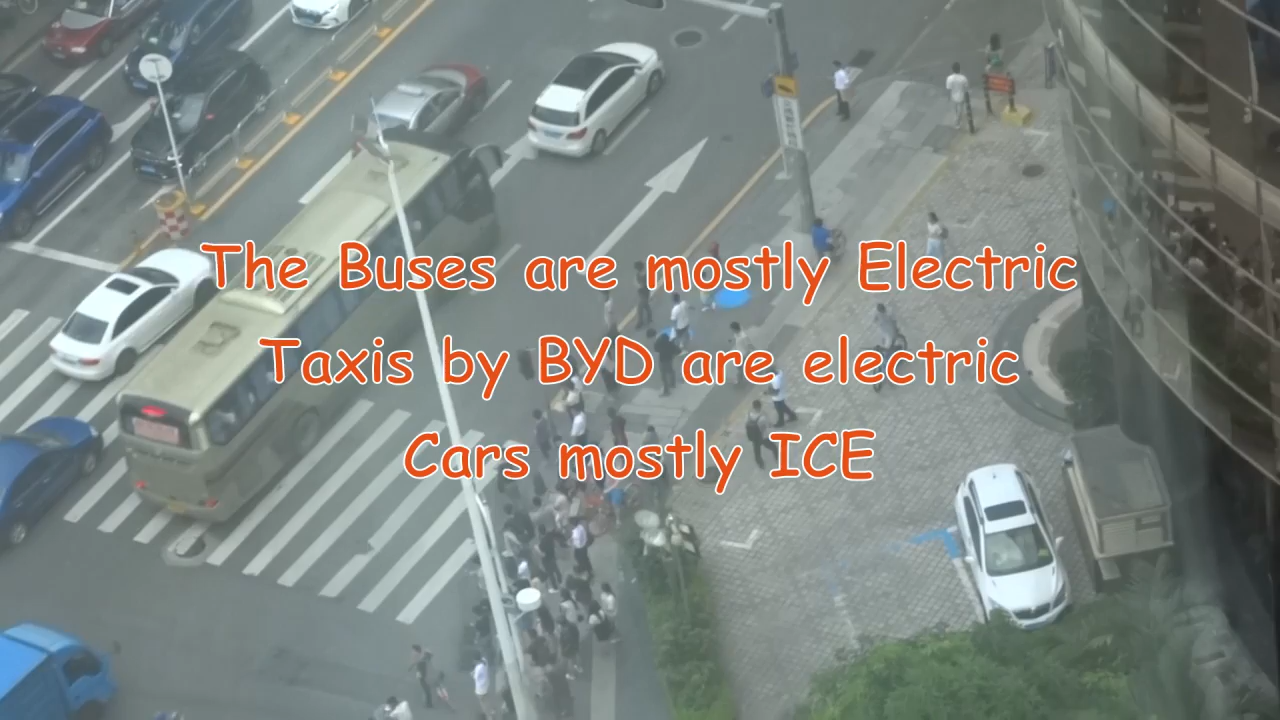 The Buses are mostly Electric
Taxis by BYD are electric
Cars mostly ICE